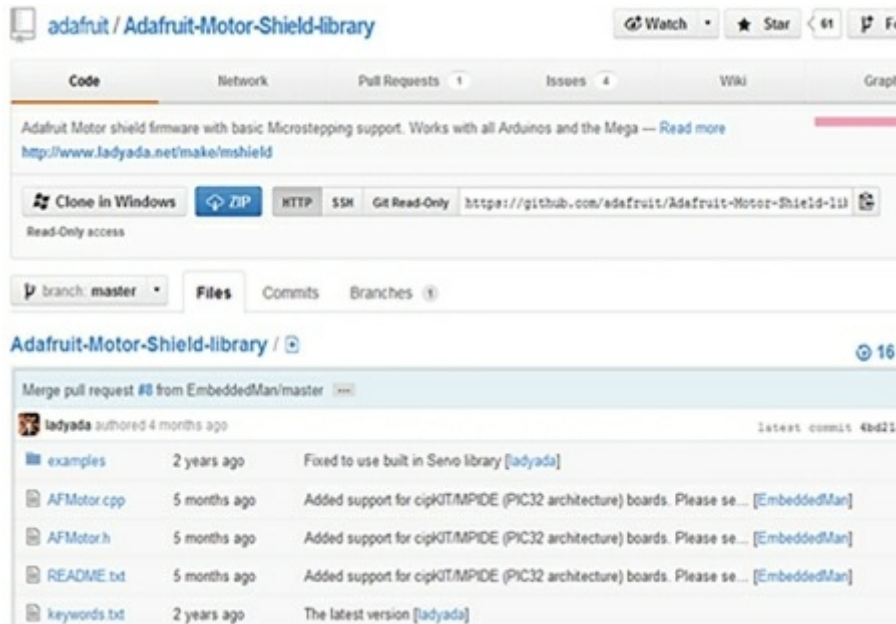 adafruit / Adafruit-Motor-Shield-library Watch Star 61
Code Network Pull Requests 1 Issues 4 Wiki
Adafruit Motor shield firmware with basic Microstepping support. Works with all Arduinos and the Mega — Read more
http://www.ladyada.net/make/mshield
Clone in Windows ZIP HTTP SSH Git Read-Only https://github.com/adafruit/Adafruit-Motor-Shield-li
Read-Only access
branch: master Files Commits Branches 1
Adafruit-Motor-Shield-library /
16
Merge pull request #8 from EmbeddedMan/master ...
ladyada authored 4 months ago latest commit 4bd21
examples 2 years ago Fixed to use built in Servo library [ladyada]
AFMotor.cpp 5 months ago Added support for cipKIT/MPIDE (PIC32 architecture) boards. Please se... [EmbeddedMan]
AFMotor.h 5 months ago Added support for cipKIT/MPIDE (PIC32 architecture) boards. Please se... [EmbeddedMan]
README.txt 5 months ago Added support for cipKIT/MPIDE (PIC32 architecture) boards. Please se... [EmbeddedMan]
keywords.txt 2 years ago The latest version [ladyada]